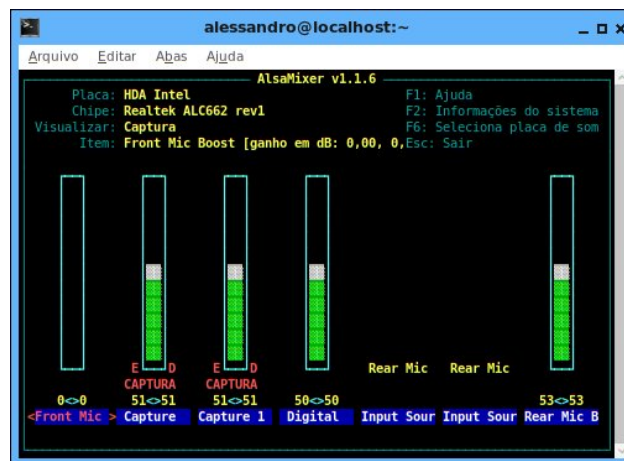 alessandro@localhost:~
Arquivo Editar Abas Ajuda
AlsaMixer v1.1.6
Placa: HDA Intel F1: Ajuda
Chipe: Realtek ALC662 rev1 F2: Informações do sistema
Visualizar: Captura F6: Seleciona placa de som
Item: Front Mic Boost [ganho em dB: 0,00, 0,Esc: Sair
E D E D Rear Mic Rear Mic
CAPTURA CAPTURA
0<>0 51<>51 51<>51 50<>50 53<>53
<Front Mic > Capture Capture 1 Digital Input Sour Input Sour Rear Mic B